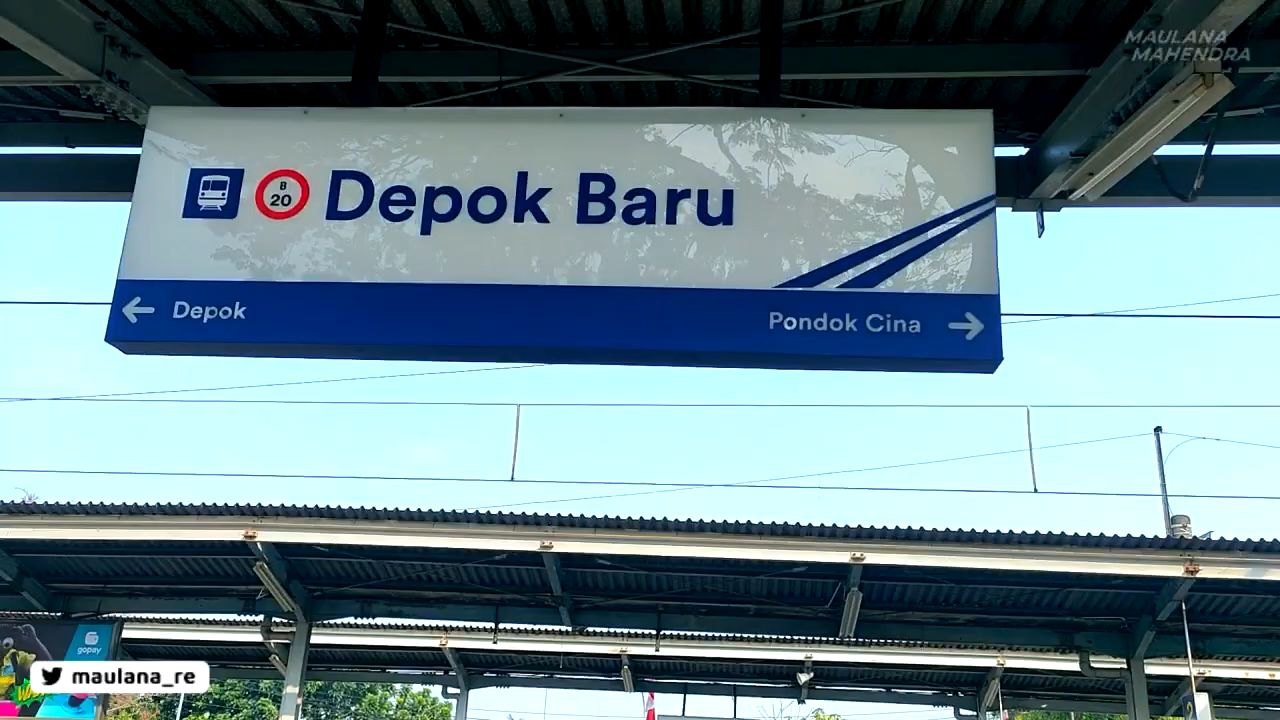 MAULANA
MAHENDRA
B
20
Depok Baru
← Depok
Pondok Cina →
gopay
maulana_re